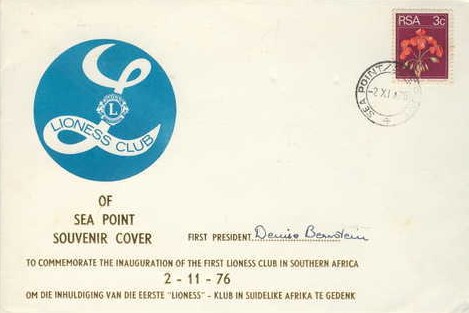 RSA 3c
LIONESS CLUB
L
OF
SEA POINT
SOUVENIR COVER
FIRST PRESIDENT Denise Bernstein
TO COMMEMORATE THE INAUGURATION OF THE FIRST LIONESS CLUB IN SOUTHERN AFRICA
2 - 11 - 76
OM DIE INHULDIGING VAN DIE EERSTE "LIONESS" - KLUB IN SUIDELIKE AFRIKA TE GEDENK
SEA POINT
-2 XI
4